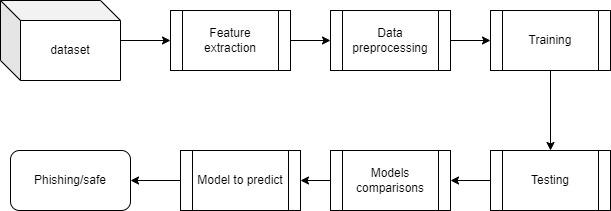 dataset
Feature
extraction
Data
preprocessing
Training
Phishing/safe
Model to predict
Models
comparisons
Testing